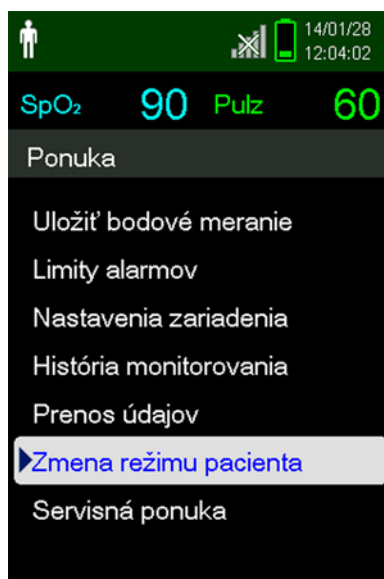 14/01/28
12:04:02
SpO₂ 90 Pulz 60
Ponuka
Uložiť bodové meranie
Limity alarmov
Nastavenia zariadenia
História monitorovania
Prenos údajov
Zmena režimu pacienta
Servisná ponuka